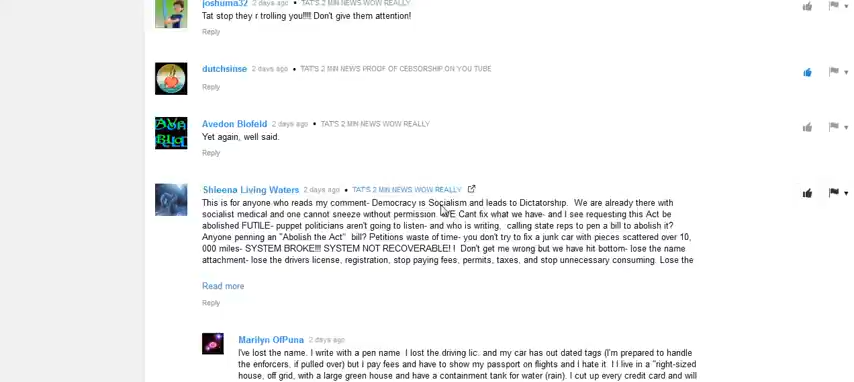 joshuma32 2 days ago • TAT'S 2 MIN NEWS WOW REALLY
Tat stop they r trolling you!!!! Don't give them attention!
Reply
dutchsinse 2 days ago • TAT'S 2 MIN NEWS PROOF OF CEBSORSHIP ON YOU TUBE
Reply
Avedon Blofeld 2 days ago • TAT'S 2 MIN NEWS WOW REALLY
Yet again, well said.
Reply
Shleena Living Waters 2 days ago • TAT'S 2 MIN NEWS WOW REALLY
This is for anyone who reads my comment- Democracy is Socialism and leads to Dictatorship. We are already there with
socialist medical and one cannot sneeze without permission. WE Cant fix what we have- and I see requesting this Act be
abolished FUTILE- puppet politicians aren't going to listen- and who is writing, calling state reps to pen a bill to abolish it?
Anyone penning an "Abolish the Act" bill? Petitions waste of time- you don't try to fix a junk car with pieces scattered over 10,
000 miles- SYSTEM BROKE!!! SYSTEM NOT RECOVERABLE! ! Don't get me wrong but we have hit bottom- lose the name
attachment- lose the drivers license, registration, stop paying fees, permits, taxes, and stop unnecessary consuming. Lose the
Read more
Reply
Marilyn OfPuna 2 days ago
I've lost the name. I write with a pen name I lost the driving lic. and my car has out dated tags (I'm prepared to handle
the enforcers, if pulled over) but I pay fees and have to show my passport on flights and I hate it I I live in a "right-sized
house, off grid, with a large green house and have a containment tank for water (rain). I cut up every credit card and will